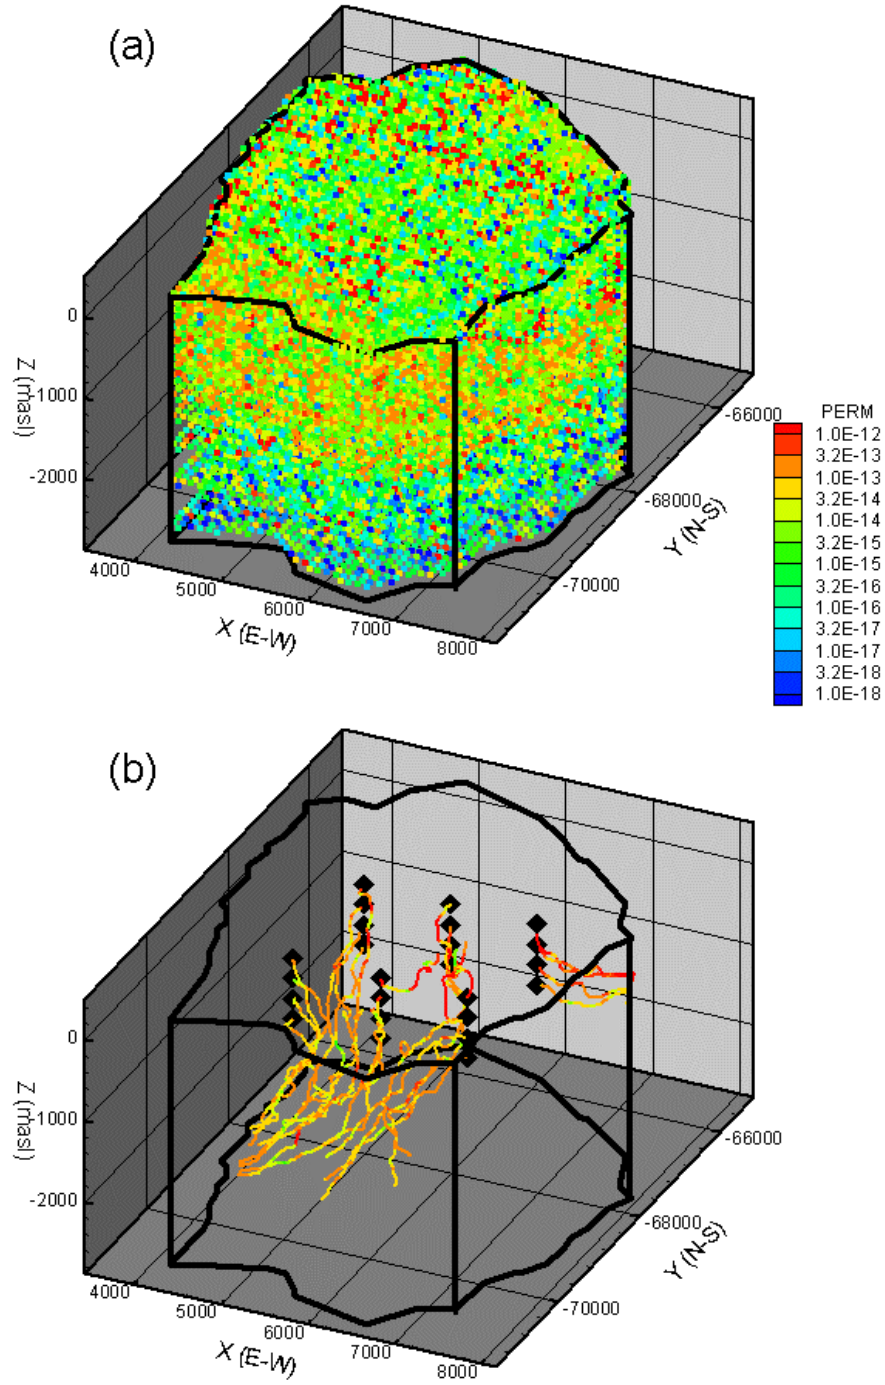 (a)
0
-1000
-2000
Z (masl)
4000
5000
6000
7000
8000
X (E-W)
-66000
-68000
-70000
Y (N-S)
PERM
1.0E-12
3.2E-13
1.0E-13
3.2E-14
1.0E-14
3.2E-15
1.0E-15
3.2E-16
1.0E-16
3.2E-17
1.0E-17
3.2E-18
1.0E-18
(b)
0
-1000
-2000
Z (masl)
4000
5000
6000
7000
8000
X (E-W)
-66000
-68000
-70000
Y (N-S)